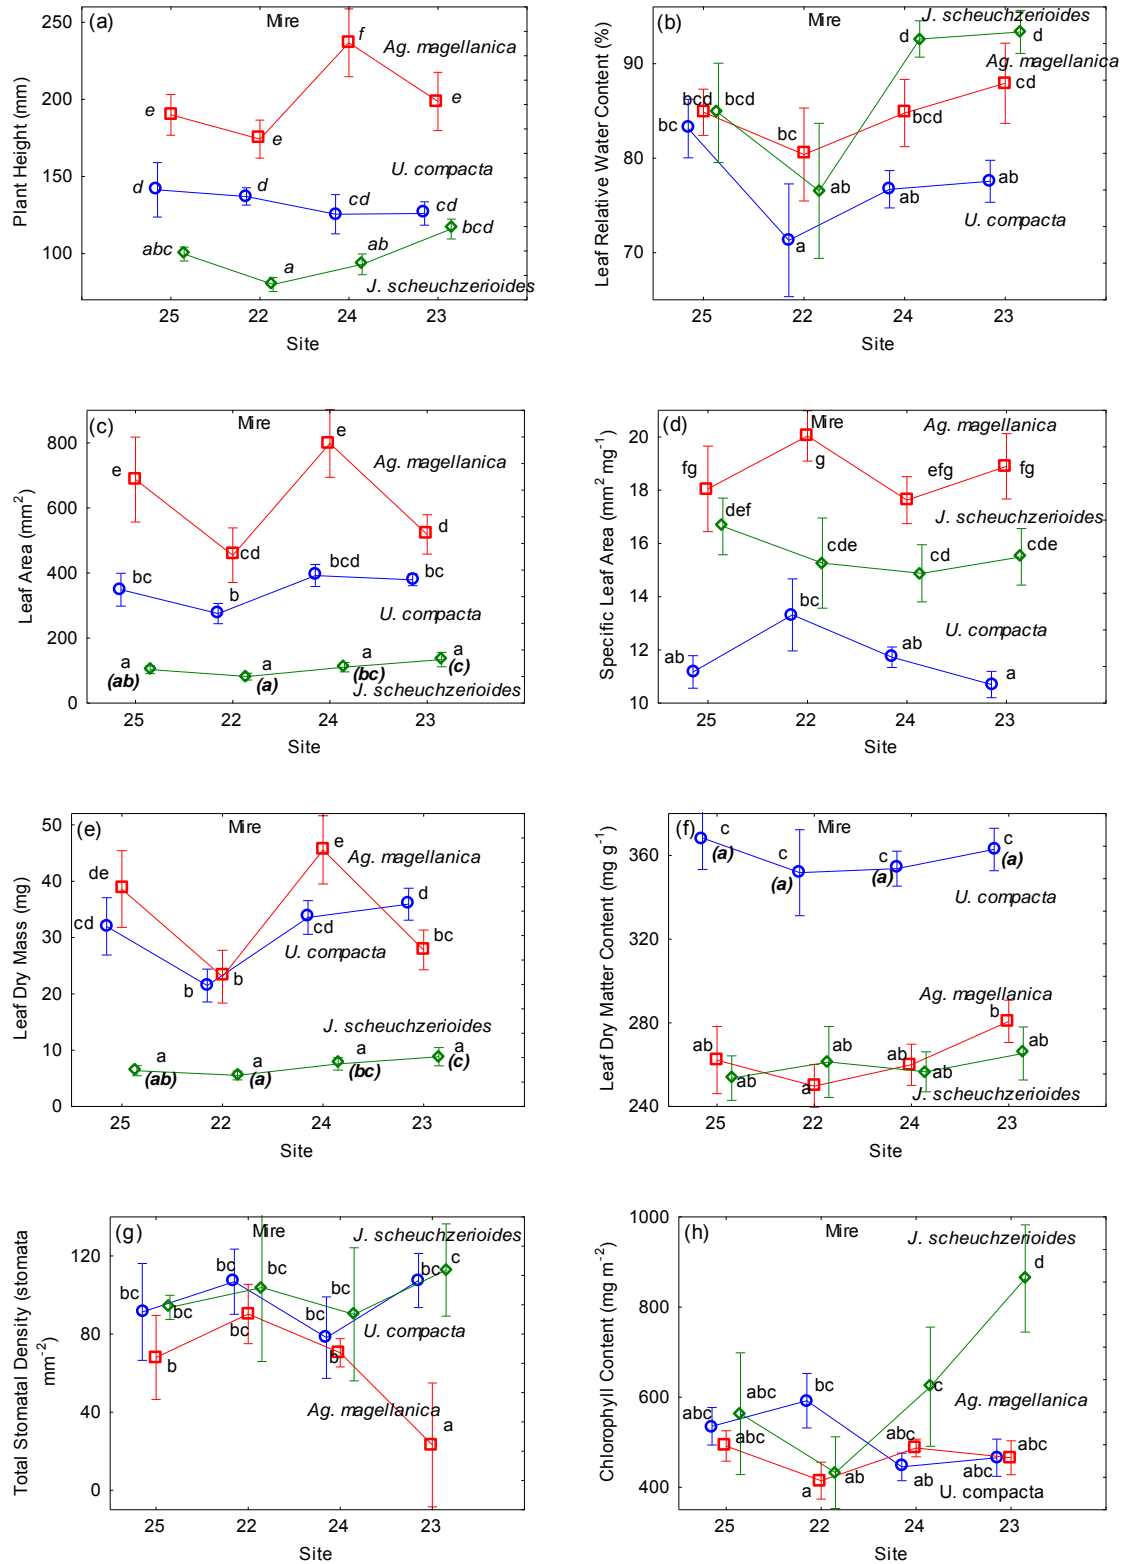 (a)
Mire
Ag. magellanica
U. compacta
J. scheuchzerioides
Plant Height (mm)
250
200
150
100
e
e
f
e
d
d
cd
cd
abc
a
ab
bcd
25
22
24
23
Site
(b)
Mire
J. scheuchzerioides
Ag. magellanica
U. compacta
Leaf Relative Water Content (%)
90
80
70
bc
bcd
bcd
bc
a
ab
d
bcd
ab
d
cd
ab
25
22
24
23
Site
(c)
Mire
Ag. magellanica
U. compacta
J. scheuchzerioides
Leaf Area (mm²)
800
600
400
200
0
e
cd
e
d
bc
b
bcd
bc
a
(ab)
a
(a)
a
(bc)
a
(c)
25
22
24
23
Site
(d)
Mire
Ag. magellanica
J. scheuchzerioides
U. compacta
Specific Leaf Area (mm² mg⁻¹)
20
18
16
14
12
10
fg
g
efg
fg
def
cde
cd
cde
ab
bc
ab
a
25
22
24
23
Site
(e)
Mire
Ag. magellanica
U. compacta
J. scheuchzerioides
Leaf Dry Mass (mg)
50
40
30
20
10
0
de
b
e
bc
cd
b
cd
d
a
(ab)
a
(a)
a
(bc)
a
(c)
25
22
24
23
Site
(f)
Mire
U. compacta
Ag. magellanica
J. scheuchzerioides
Leaf Dry Matter Content (mg g⁻¹)
360
320
280
240
c
(a)
c
(a)
c
(a)
c
(a)
ab
a
ab
b
ab
ab
ab
ab
25
22
24
23
Site
(g)
Mire
J. scheuchzerioides
U. compacta
Ag. magellanica
Total Stomatal Density (stomata
mm⁻²)
120
80
40
0
bc
bc
b
bc
bc
bc
bc
bc
b
bc
c
a
25
22
24
23
Site
(h)
Mire
J. scheuchzerioides
Ag. magellanica
U. compacta
Chlorophyll Content (mg m⁻²)
1000
800
600
400
abc
abc
abc
bc
a
ab
c
abc
ab
d
abc
abc
25
22
24
23
Site